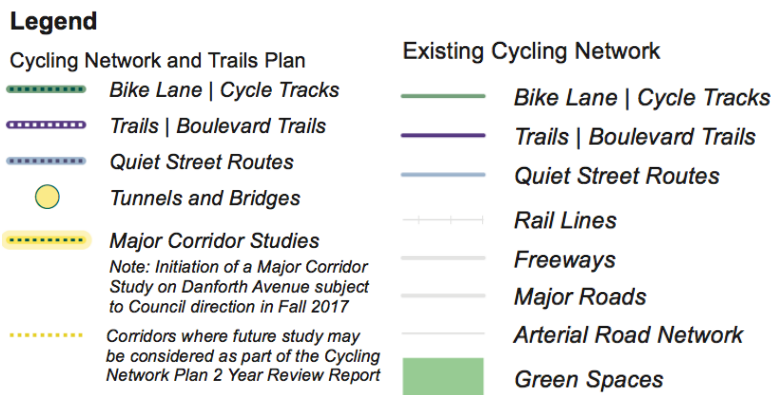 Legend
Cycling Network and Trails Plan
Bike Lane | Cycle Tracks
Trails | Boulevard Trails
Quiet Street Routes
Tunnels and Bridges
Major Corridor Studies
Note: Initiation of a Major Corridor
Study on Danforth Avenue subject
to Council direction in Fall 2017
Corridors where future study may
be considered as part of the Cycling
Network Plan 2 Year Review Report
Existing Cycling Network
Bike Lane | Cycle Tracks
Trails | Boulevard Trails
Quiet Street Routes
Rail Lines
Freeways
Major Roads
Arterial Road Network
Green Spaces